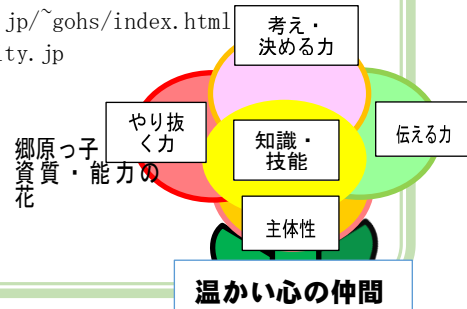 jp/~gohs/index.html
ity.jp
考え・
決める力
やり抜
く力
知識・
技能
伝える力
郷原っ子
資質・能力の
花
主体性
温かい心の仲間